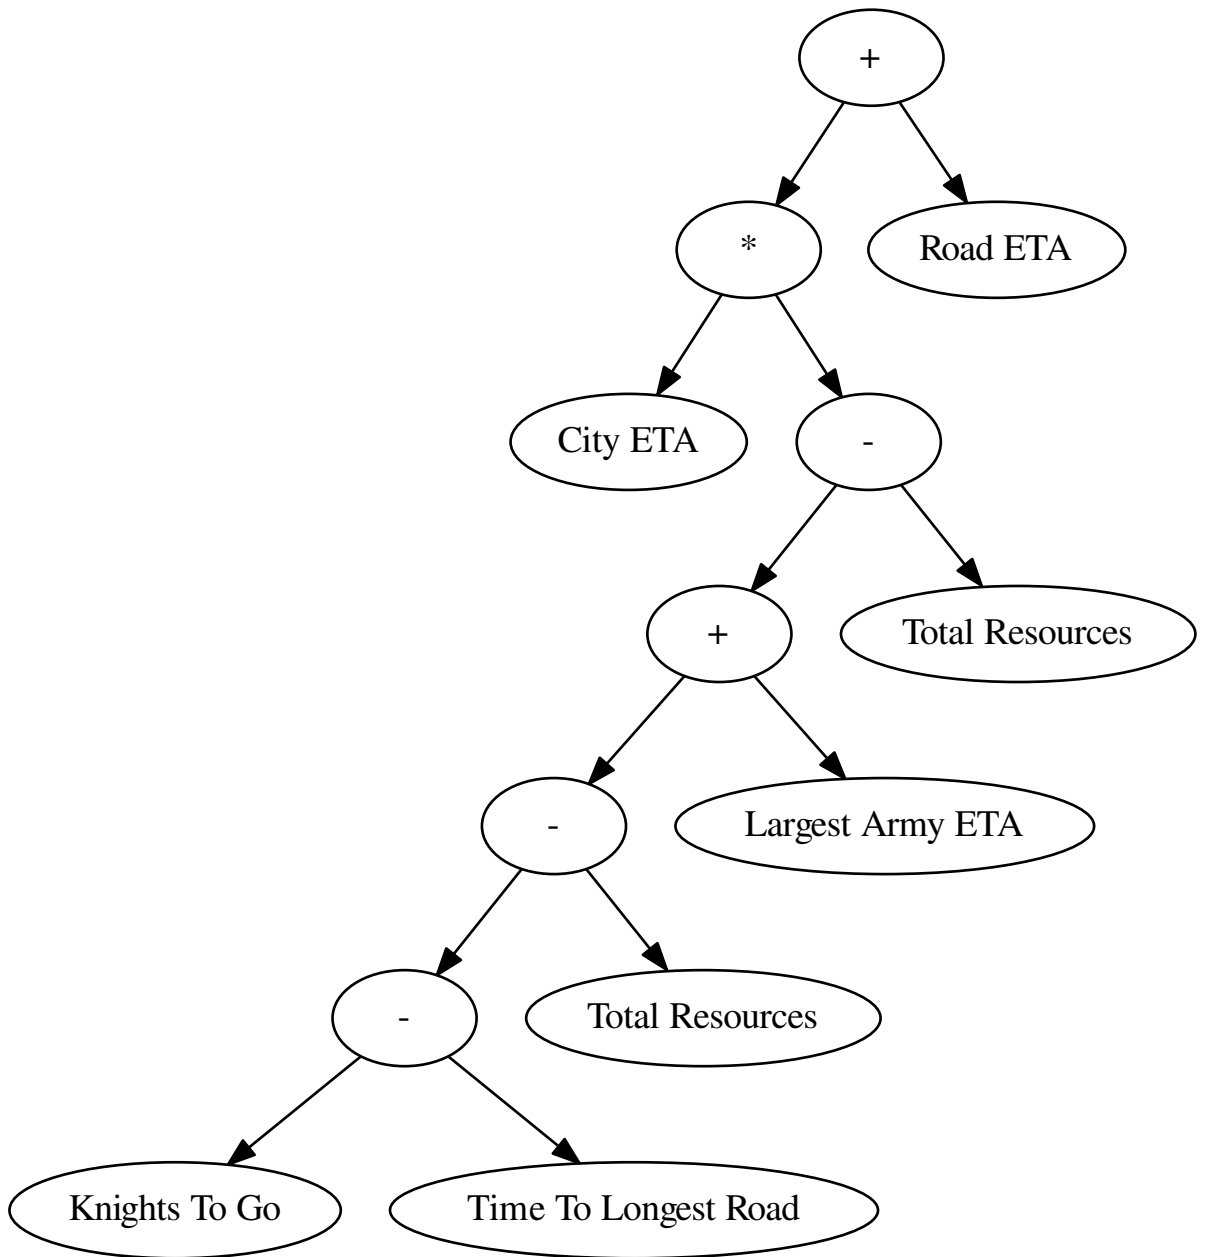 +
*
Road ETA
City ETA
-
+
Total Resources
-
Largest Army ETA
-
Total Resources
Knights To Go
Time To Longest Road